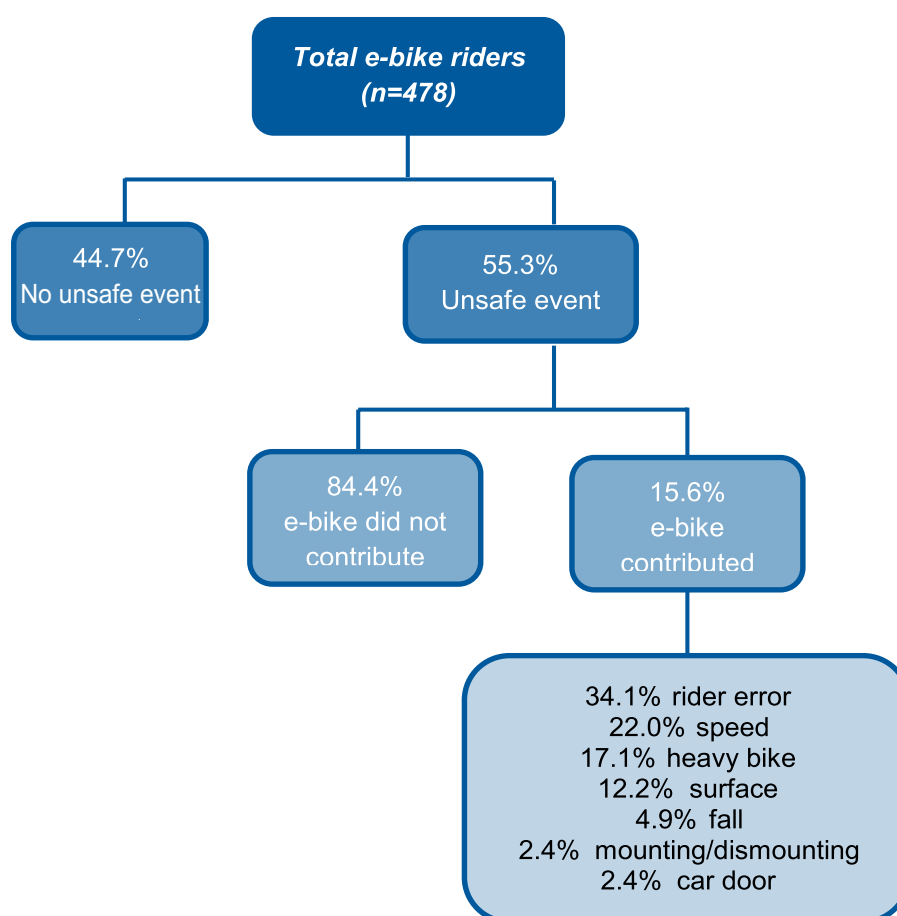 Total e-bike riders
(n=478)
44.7%
No unsafe event
55.3%
Unsafe event
84.4%
e-bike did not
contribute
15.6%
e-bike
contributed
34.1% rider error
22.0% speed
17.1% heavy bike
12.2% surface
4.9% fall
2.4% mounting/dismounting
2.4% car door